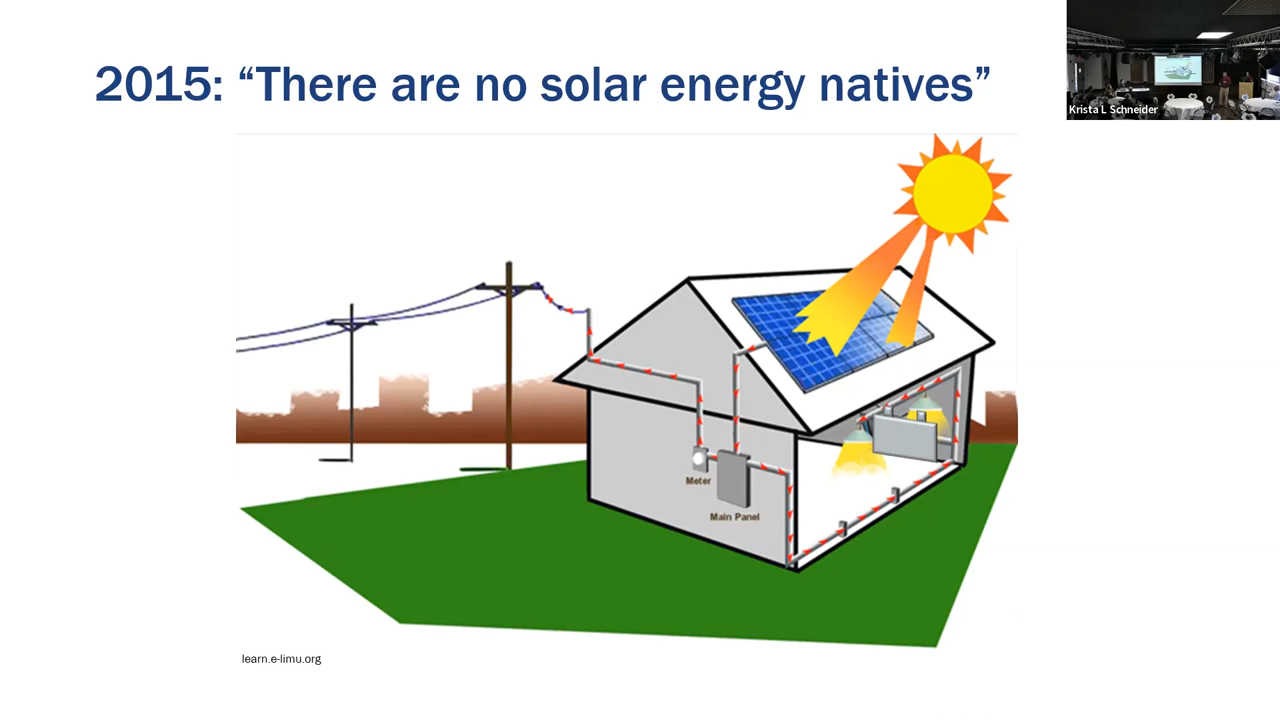 2015: “There are no solar energy natives”
Krista L Schneider
Meter
Main Panel
learn.e-limu.org